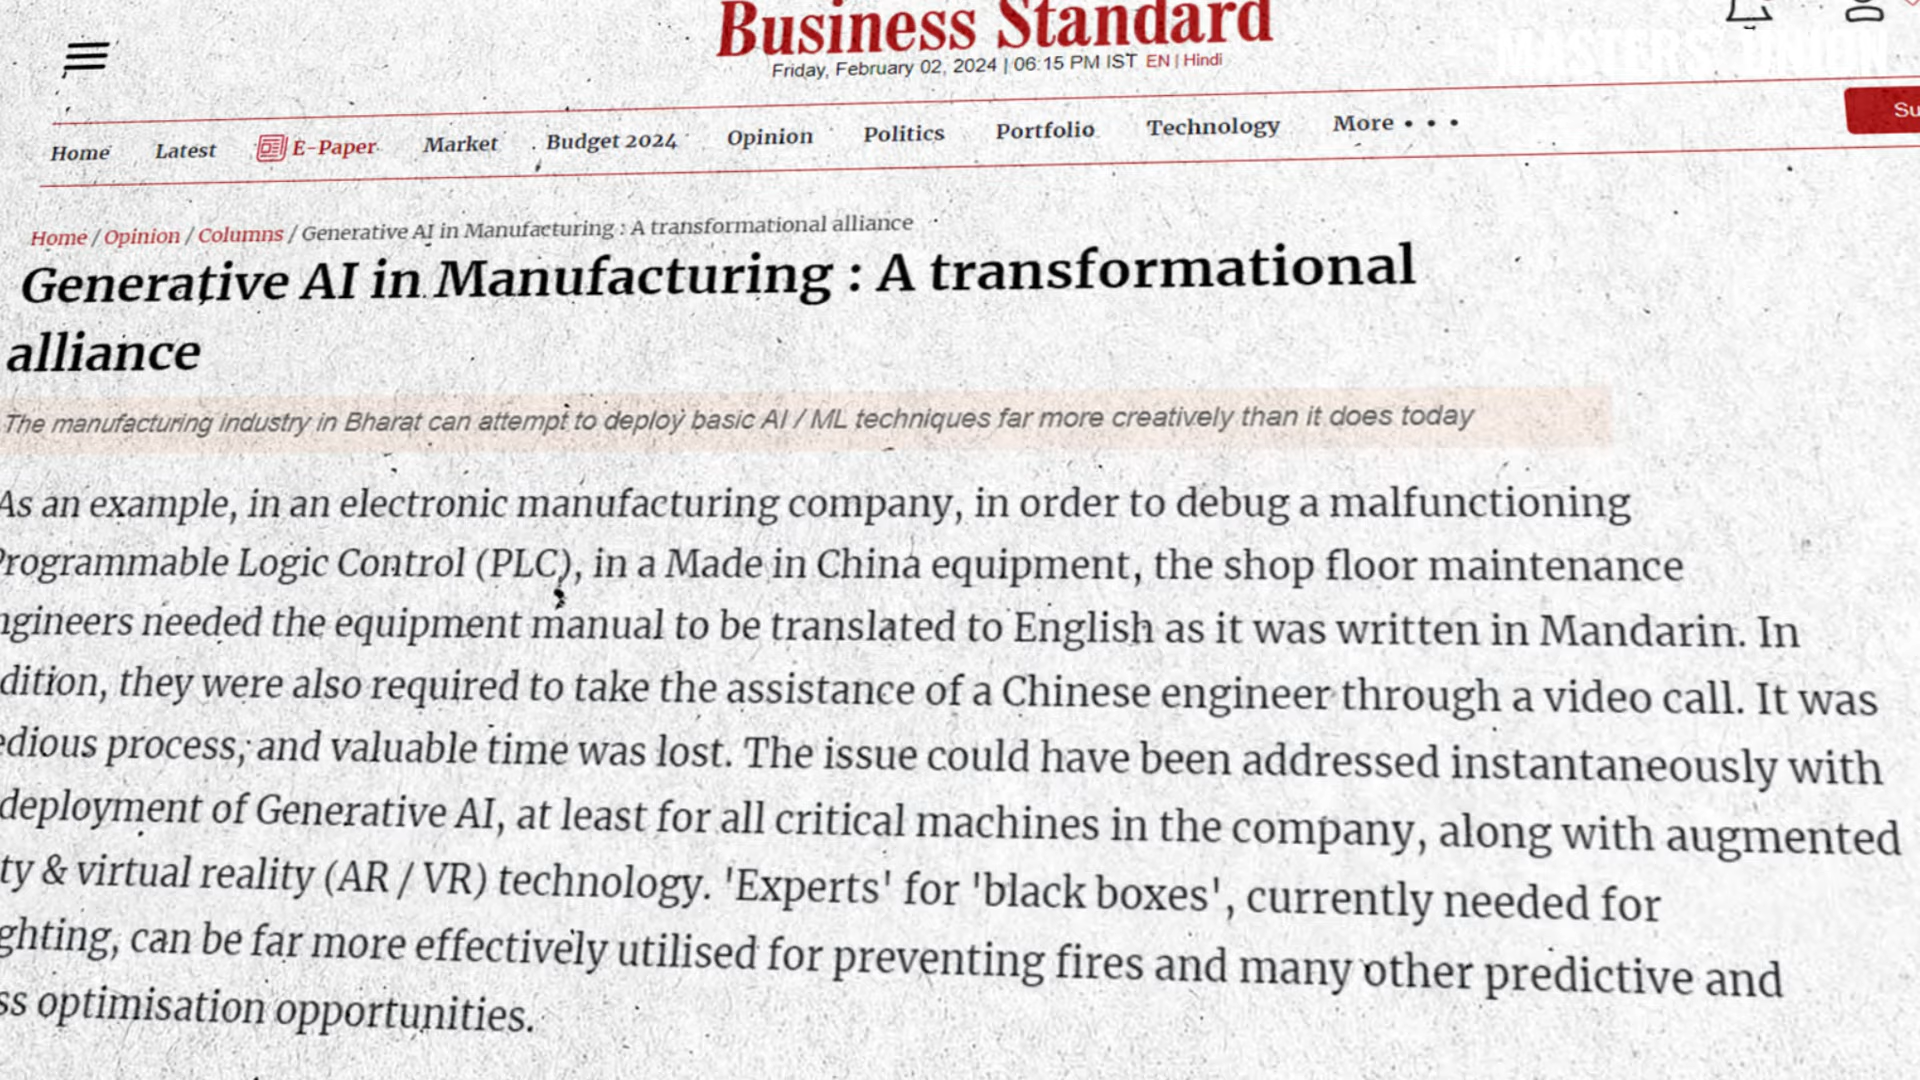 Business Standard
Friday, February 02, 2024 | 06:15 PM IST EN | Hindi
Home Latest E-Paper Market Budget 2024 Opinion Politics Portfolio Technology More • • •
Home / Opinion / Columns / Generative AI in Manufacturing : A transformational alliance
Generative AI in Manufacturing : A transformational
alliance
The manufacturing industry in Bharat can attempt to deploy basic AI / ML techniques far more creatively than it does today
As an example, in an electronic manufacturing company, in order to debug a malfunctioning
Programmable Logic Control (PLC), in a Made in China equipment, the shop floor maintenance
ngineers needed the equipment manual to be translated to English as it was written in Mandarin. In
dition, they were also required to take the assistance of a Chinese engineer through a video call. It was
edious process, and valuable time was lost. The issue could have been addressed instantaneously with
deployment of Generative AI, at least for all critical machines in the company, along with augmented
ty & virtual reality (AR / VR) technology. 'Experts' for 'black boxes', currently needed for
ghting, can be far more effectively utilised for preventing fires and many other predictive and
ss optimisation opportunities.